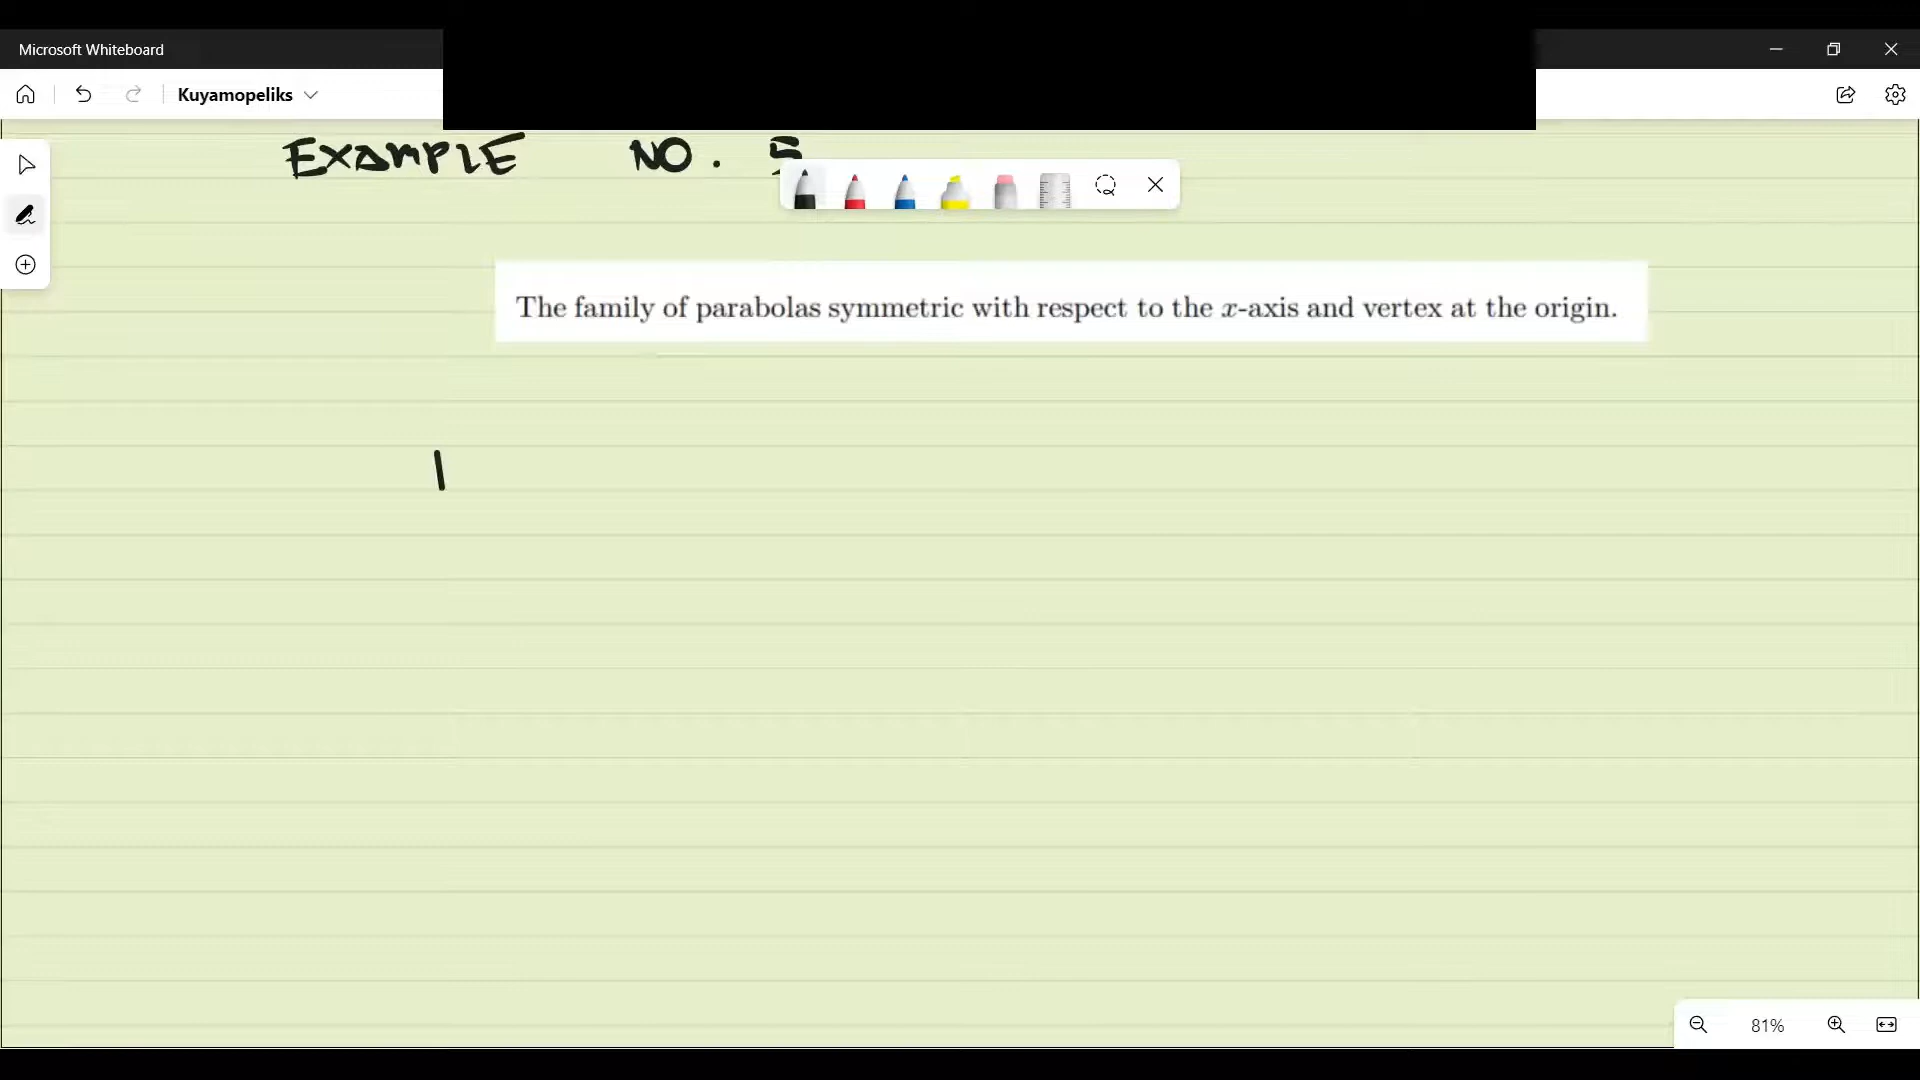 Microsoft Whiteboard
Kuyamopeliks
EXAMPLE NO. 5
The family of parabolas symmetric with respect to the x-axis and vertex at the origin.
81%